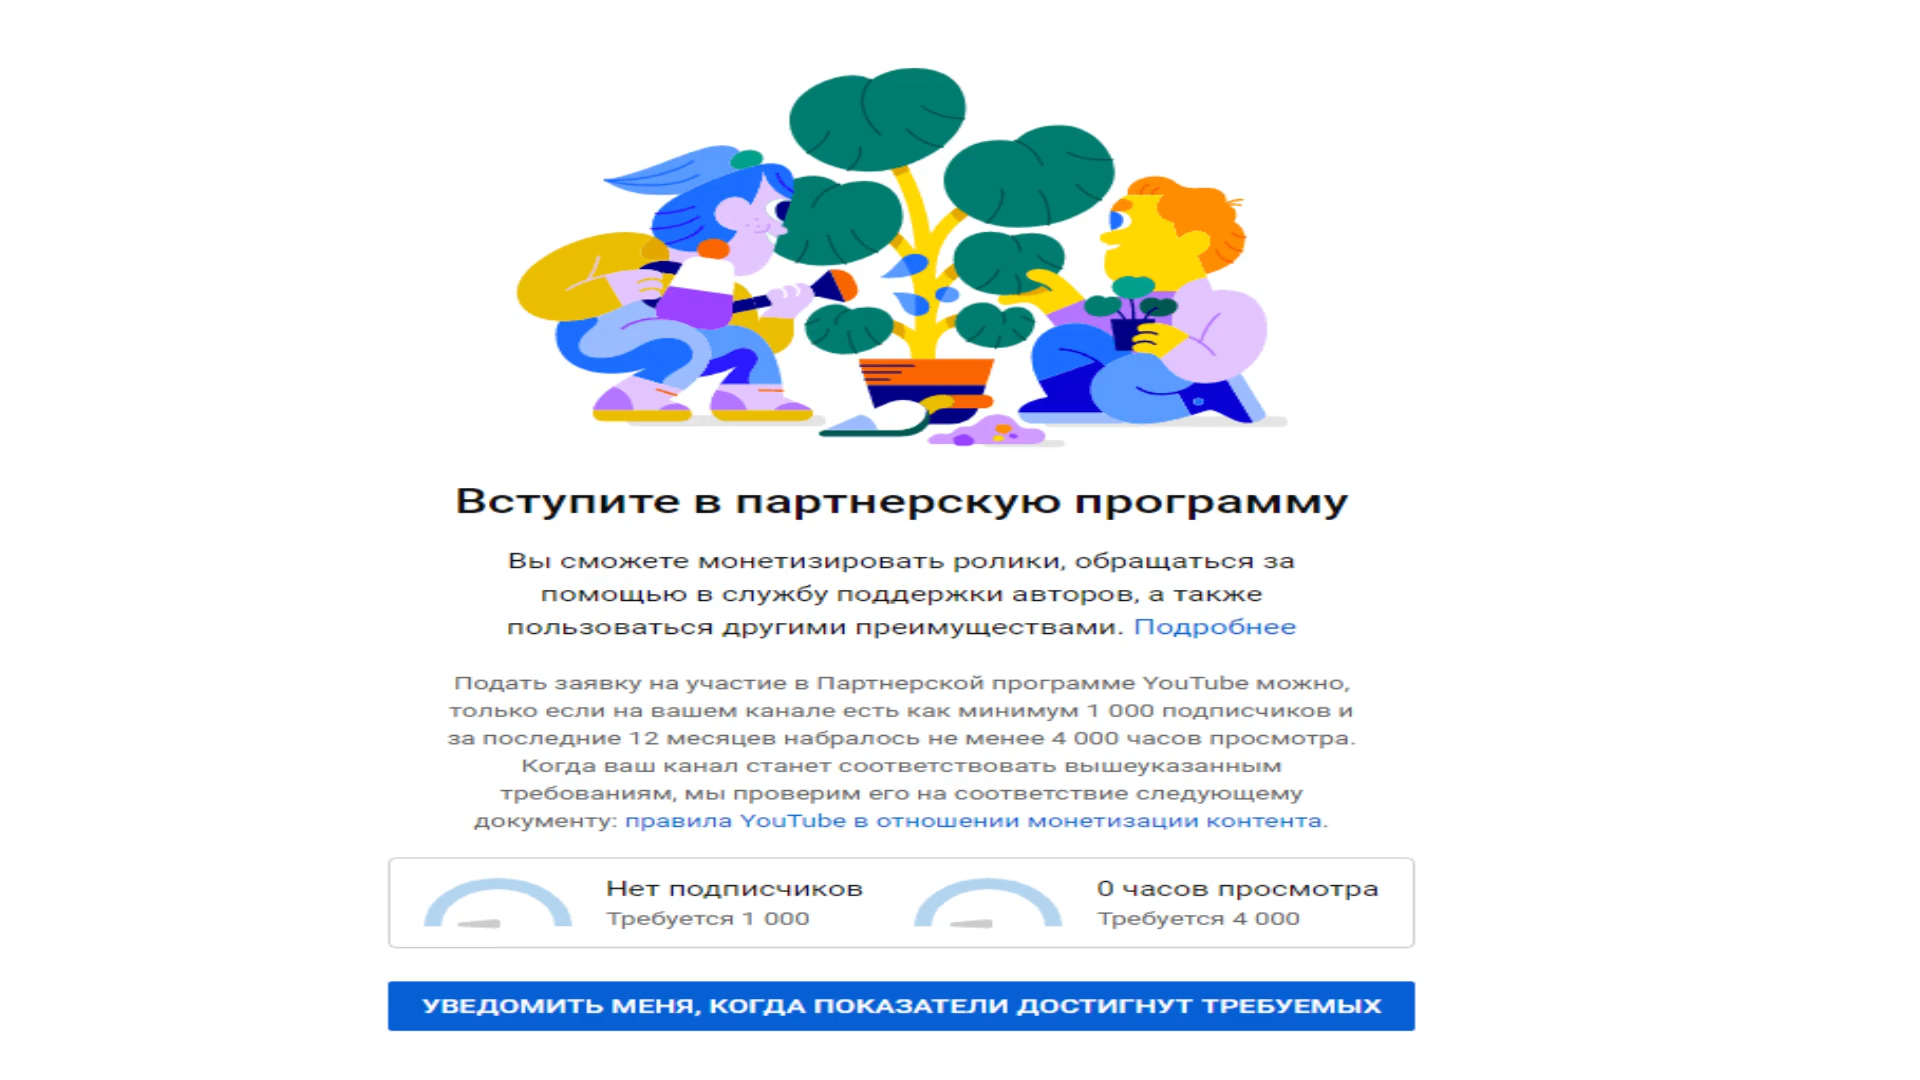 Вступите в партнерскую программу
Вы сможете монетизировать ролики, обращаться за
помощью в службу поддержки авторов, а также
пользоваться другими преимуществами. Подробнее
Подать заявку на участие в Партнерской программе YouTube можно,
только если на вашем канале есть как минимум 1 000 подписчиков и
за последние 12 месяцев набралось не менее 4 000 часов просмотра.
Когда ваш канал станет соответствовать вышеуказанным
требованиям, мы проверим его на соответствие следующему
документу: правила YouTube в отношении монетизации контента.
Нет подписчиков
Требуется 1 000
0 часов просмотра
Требуется 4 000
УВЕДОМИТЬ МЕНЯ, КОГДА ПОКАЗАТЕЛИ ДОСТИГНУТ ТРЕБУЕМЫХ